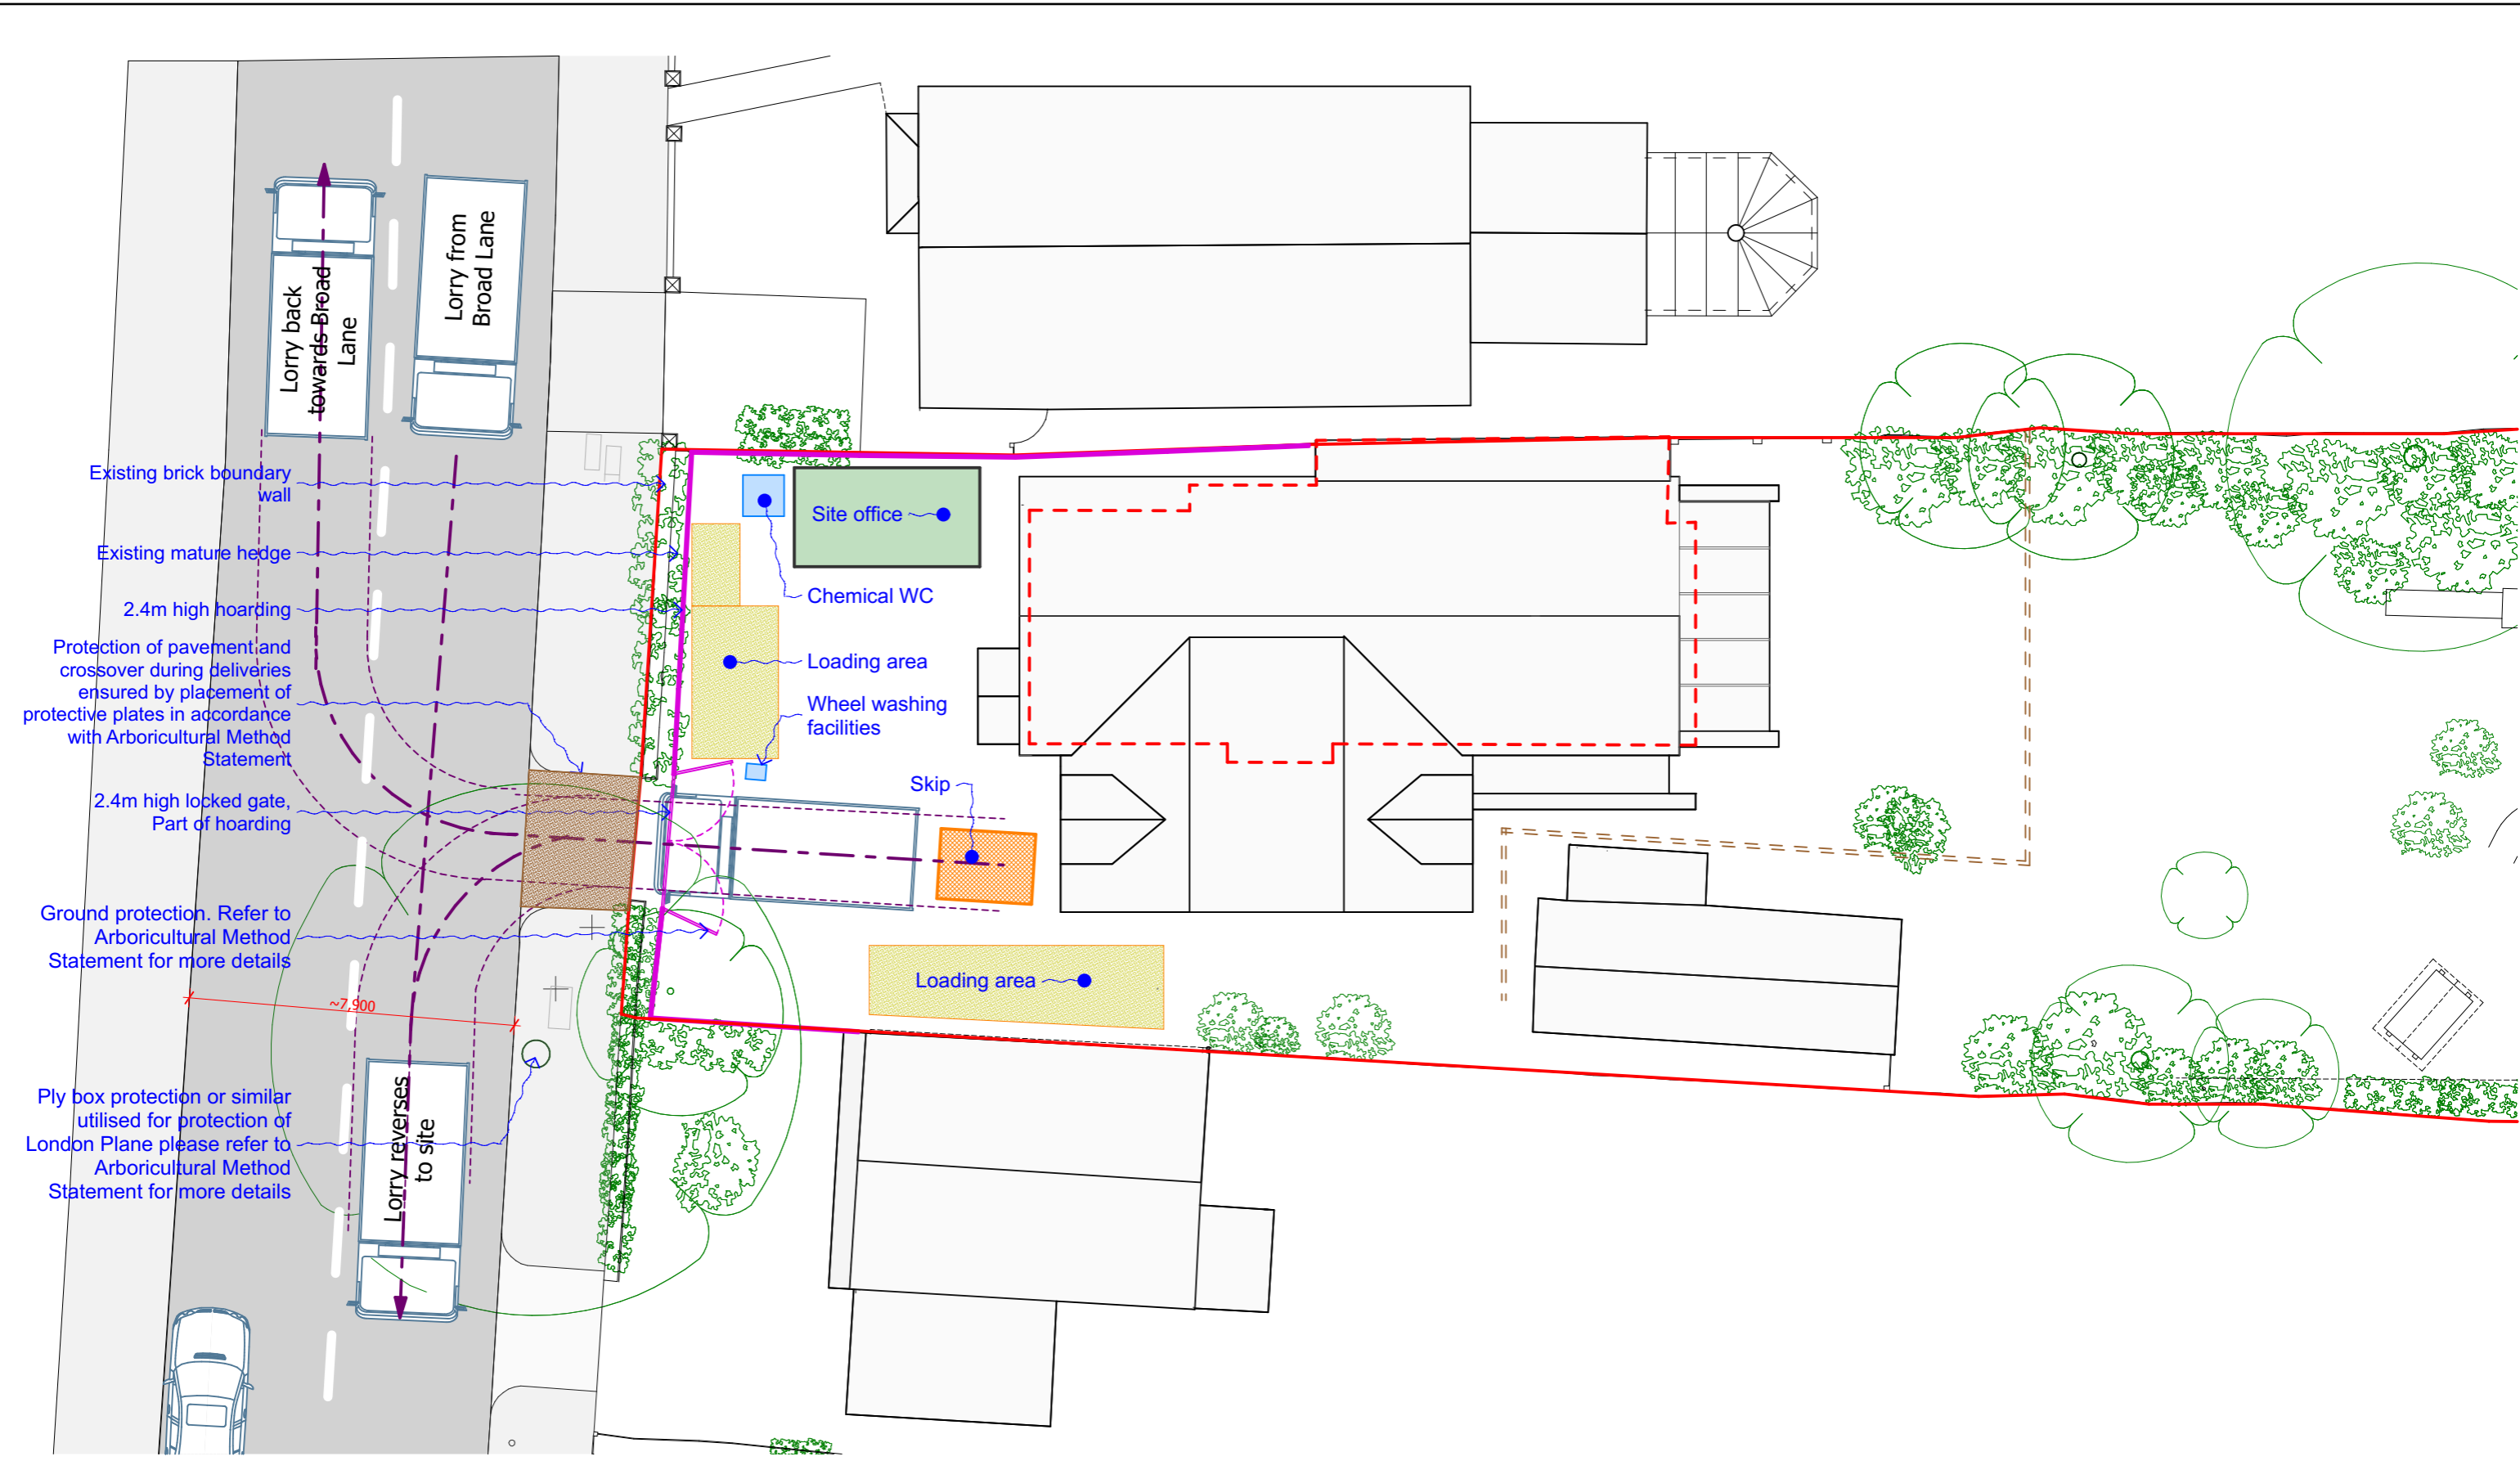 Lorry back
towards Broad
Lane
Lorry from
Broad Lane
Existing brick boundary
wall
Existing mature hedge
2.4m high hoarding
Protection of pavement and
crossover during deliveries
ensured by placement of
protective plates in accordance
with Arboricultural Method
Statement
2.4m high locked gate,
Part of hoarding
Ground protection. Refer to
Arboricultural Method
Statement for more details
~7,900
Ply box protection or similar
utilised for protection of
London Plane please refer to
Arboricultural Method
Statement for more details
Lorry reverses
to site
Site office
Chemical WC
Loading area
Wheel washing
facilities
Skip
Loading area